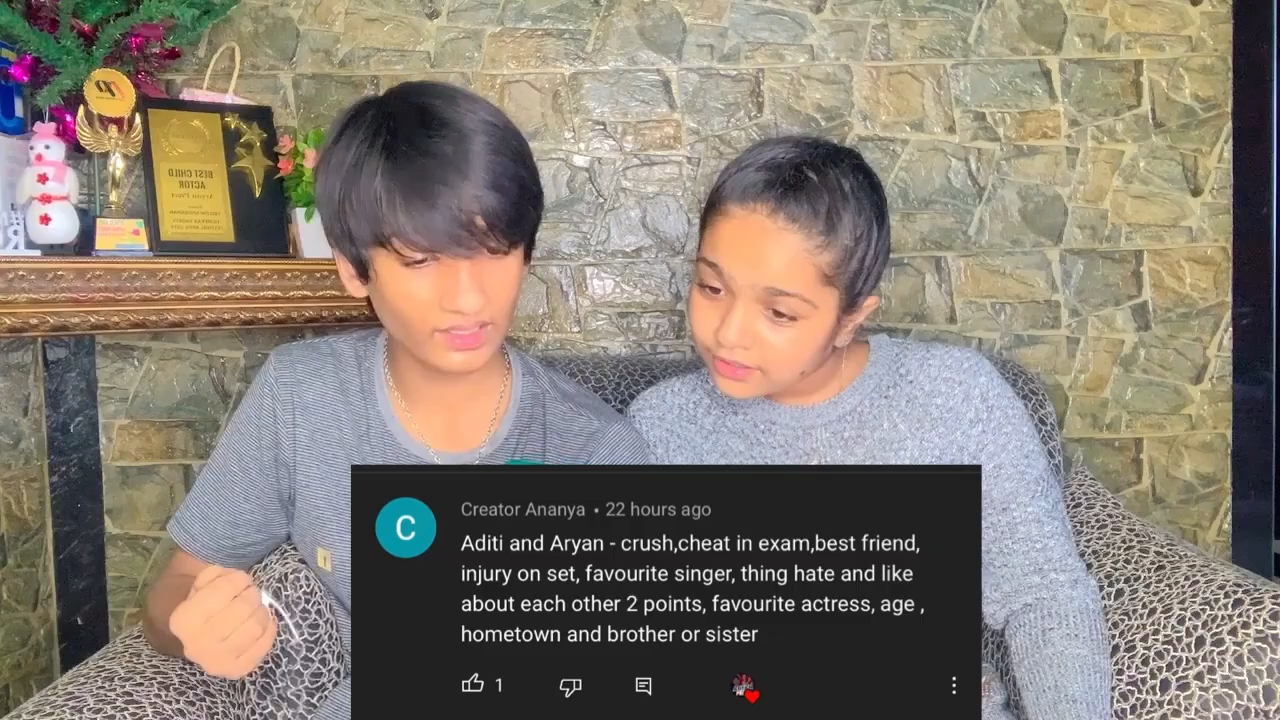 BEST CHILD
ACTOR
C
Creator Ananya • 22 hours ago
Aditi and Aryan - crush,cheat in exam,best friend,
injury on set, favourite singer, thing hate and like
about each other 2 points, favourite actress, age ,
hometown and brother or sister
1